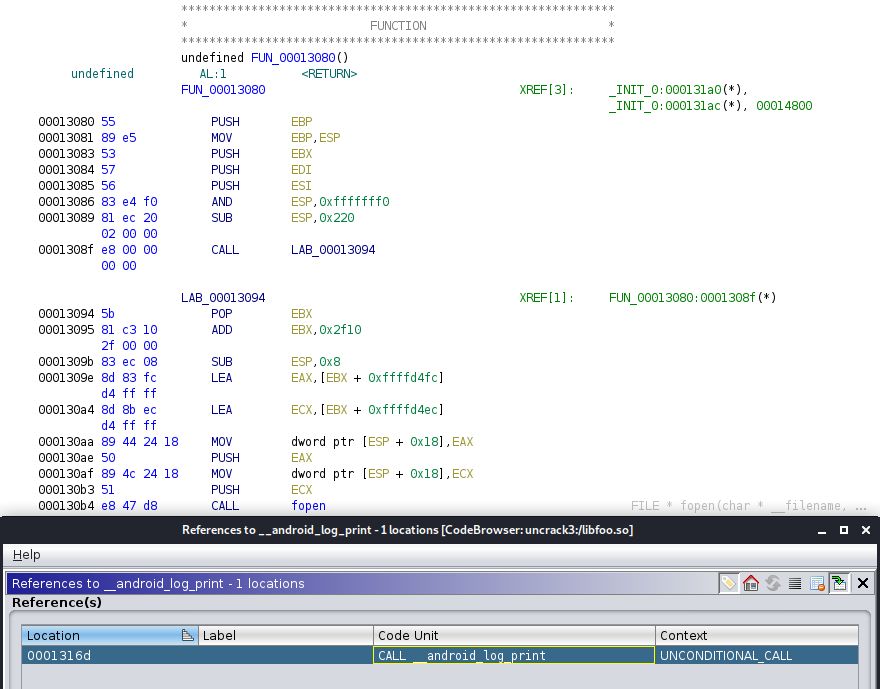 **************************************************************
* FUNCTION *
**************************************************************
undefined FUN_00013080()
undefined AL:1 <RETURN>
FUN_00013080 XREF[3]: _INIT_0:000131a0(*),
_INIT_0:000131ac(*), 00014800
00013080 55 PUSH EBP
00013081 89 e5 MOV EBP,ESP
00013083 53 PUSH EBX
00013084 57 PUSH EDI
00013085 56 PUSH ESI
00013086 83 e4 f0 AND ESP,0xfffffff0
00013089 81 ec 20 SUB ESP,0x220
02 00 00
0001308f e8 00 00 CALL LAB_00013094
00 00
LAB_00013094 XREF[1]: FUN_00013080:0001308f(*)
00013094 5b POP EBX
00013095 81 c3 10 ADD EBX,0x2f10
2f 00 00
0001309b 83 ec 08 SUB ESP,0x8
0001309e 8d 83 fc LEA EAX,[EBX + 0xffffd4fc]
d4 ff ff
000130a4 8d 8b ec LEA ECX,[EBX + 0xffffd4ec]
d4 ff ff
000130aa 89 44 24 18 MOV dword ptr [ESP + 0x18],EAX
000130ae 50 PUSH EAX
000130af 89 4c 24 18 MOV dword ptr [ESP + 0x18],ECX
000130b3 51 PUSH ECX
000130b4 e8 47 d8 CALL fopen FILE * fopen(char * __filename, ...
References to __android_log_print - 1 locations [CodeBrowser: uncrack3:/libfoo.so]
Help
References to __android_log_print - 1 locations
Reference(s)
Location Label Code Unit Context
0001316d CALL __android_log_print UNCONDITIONAL_CALL